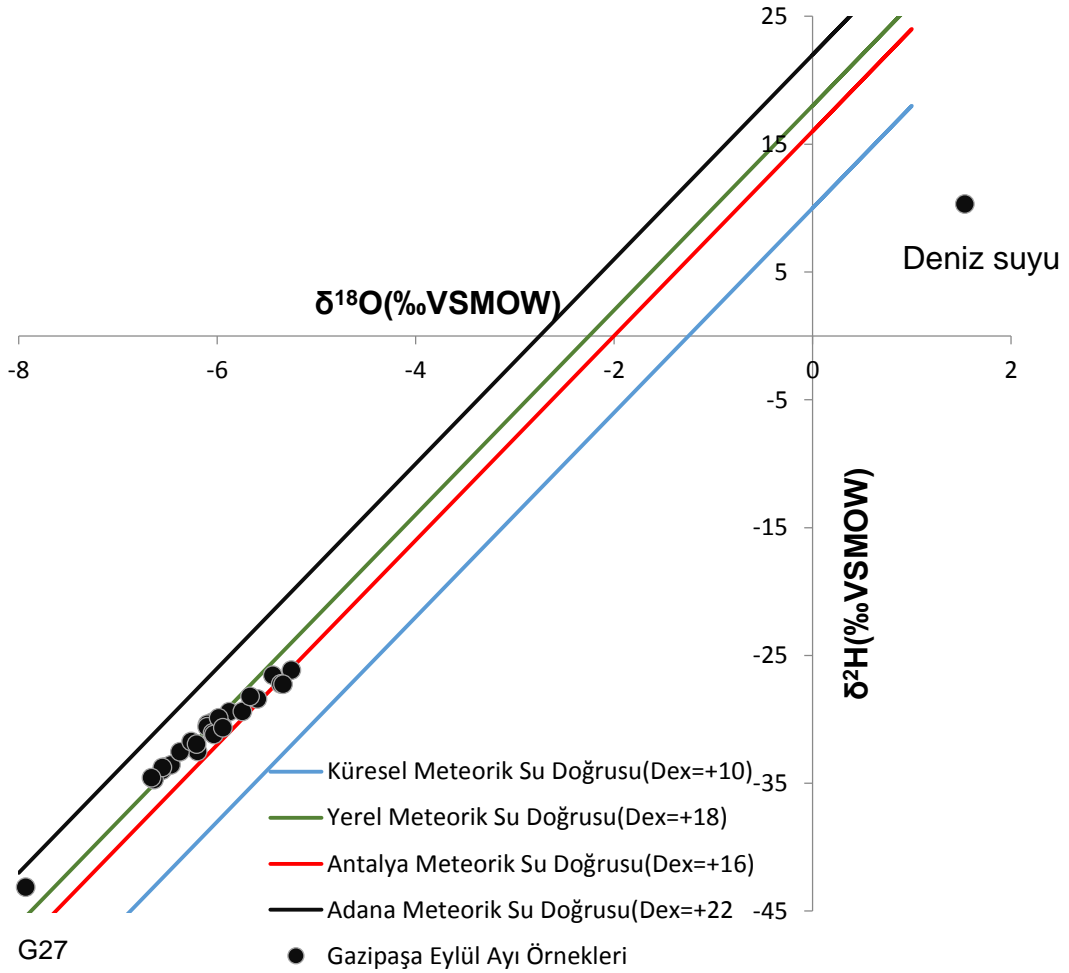 25
15
5
Deniz suyu
δ¹⁸O(‰VSMOW)
-8
-6
-4
-2
0
2
-5
-15
-25
-35
-45
δ²H(‰VSMOW)
Küresel Meteorik Su Doğrusu(Dex=+10)
Yerel Meteorik Su Doğrusu(Dex=+18)
Antalya Meteorik Su Doğrusu(Dex=+16)
Adana Meteorik Su Doğrusu(Dex=+22
G27
Gazipaşa Eylül Ayı Örnekleri